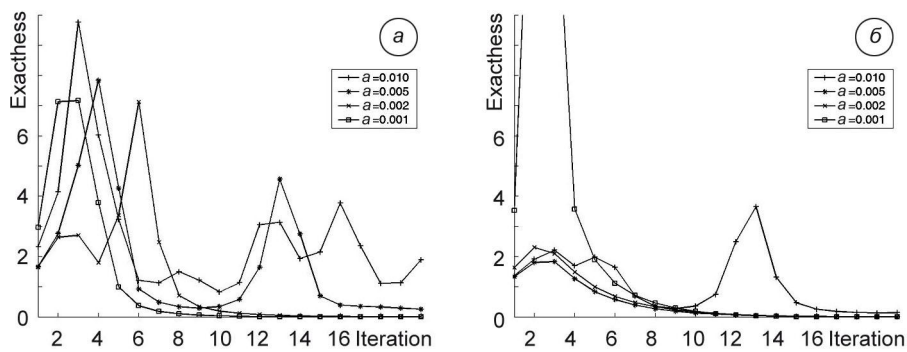 Exacthess
6
4
2
0
2 4 6 8 10 12 14 16 Iteration
а
a=0.010
a=0.005
a=0.002
a=0.001
Exacthess
6
4
2
0
2 4 6 8 10 12 14 16 Iteration
б
a=0.010
a=0.005
a=0.002
a=0.001